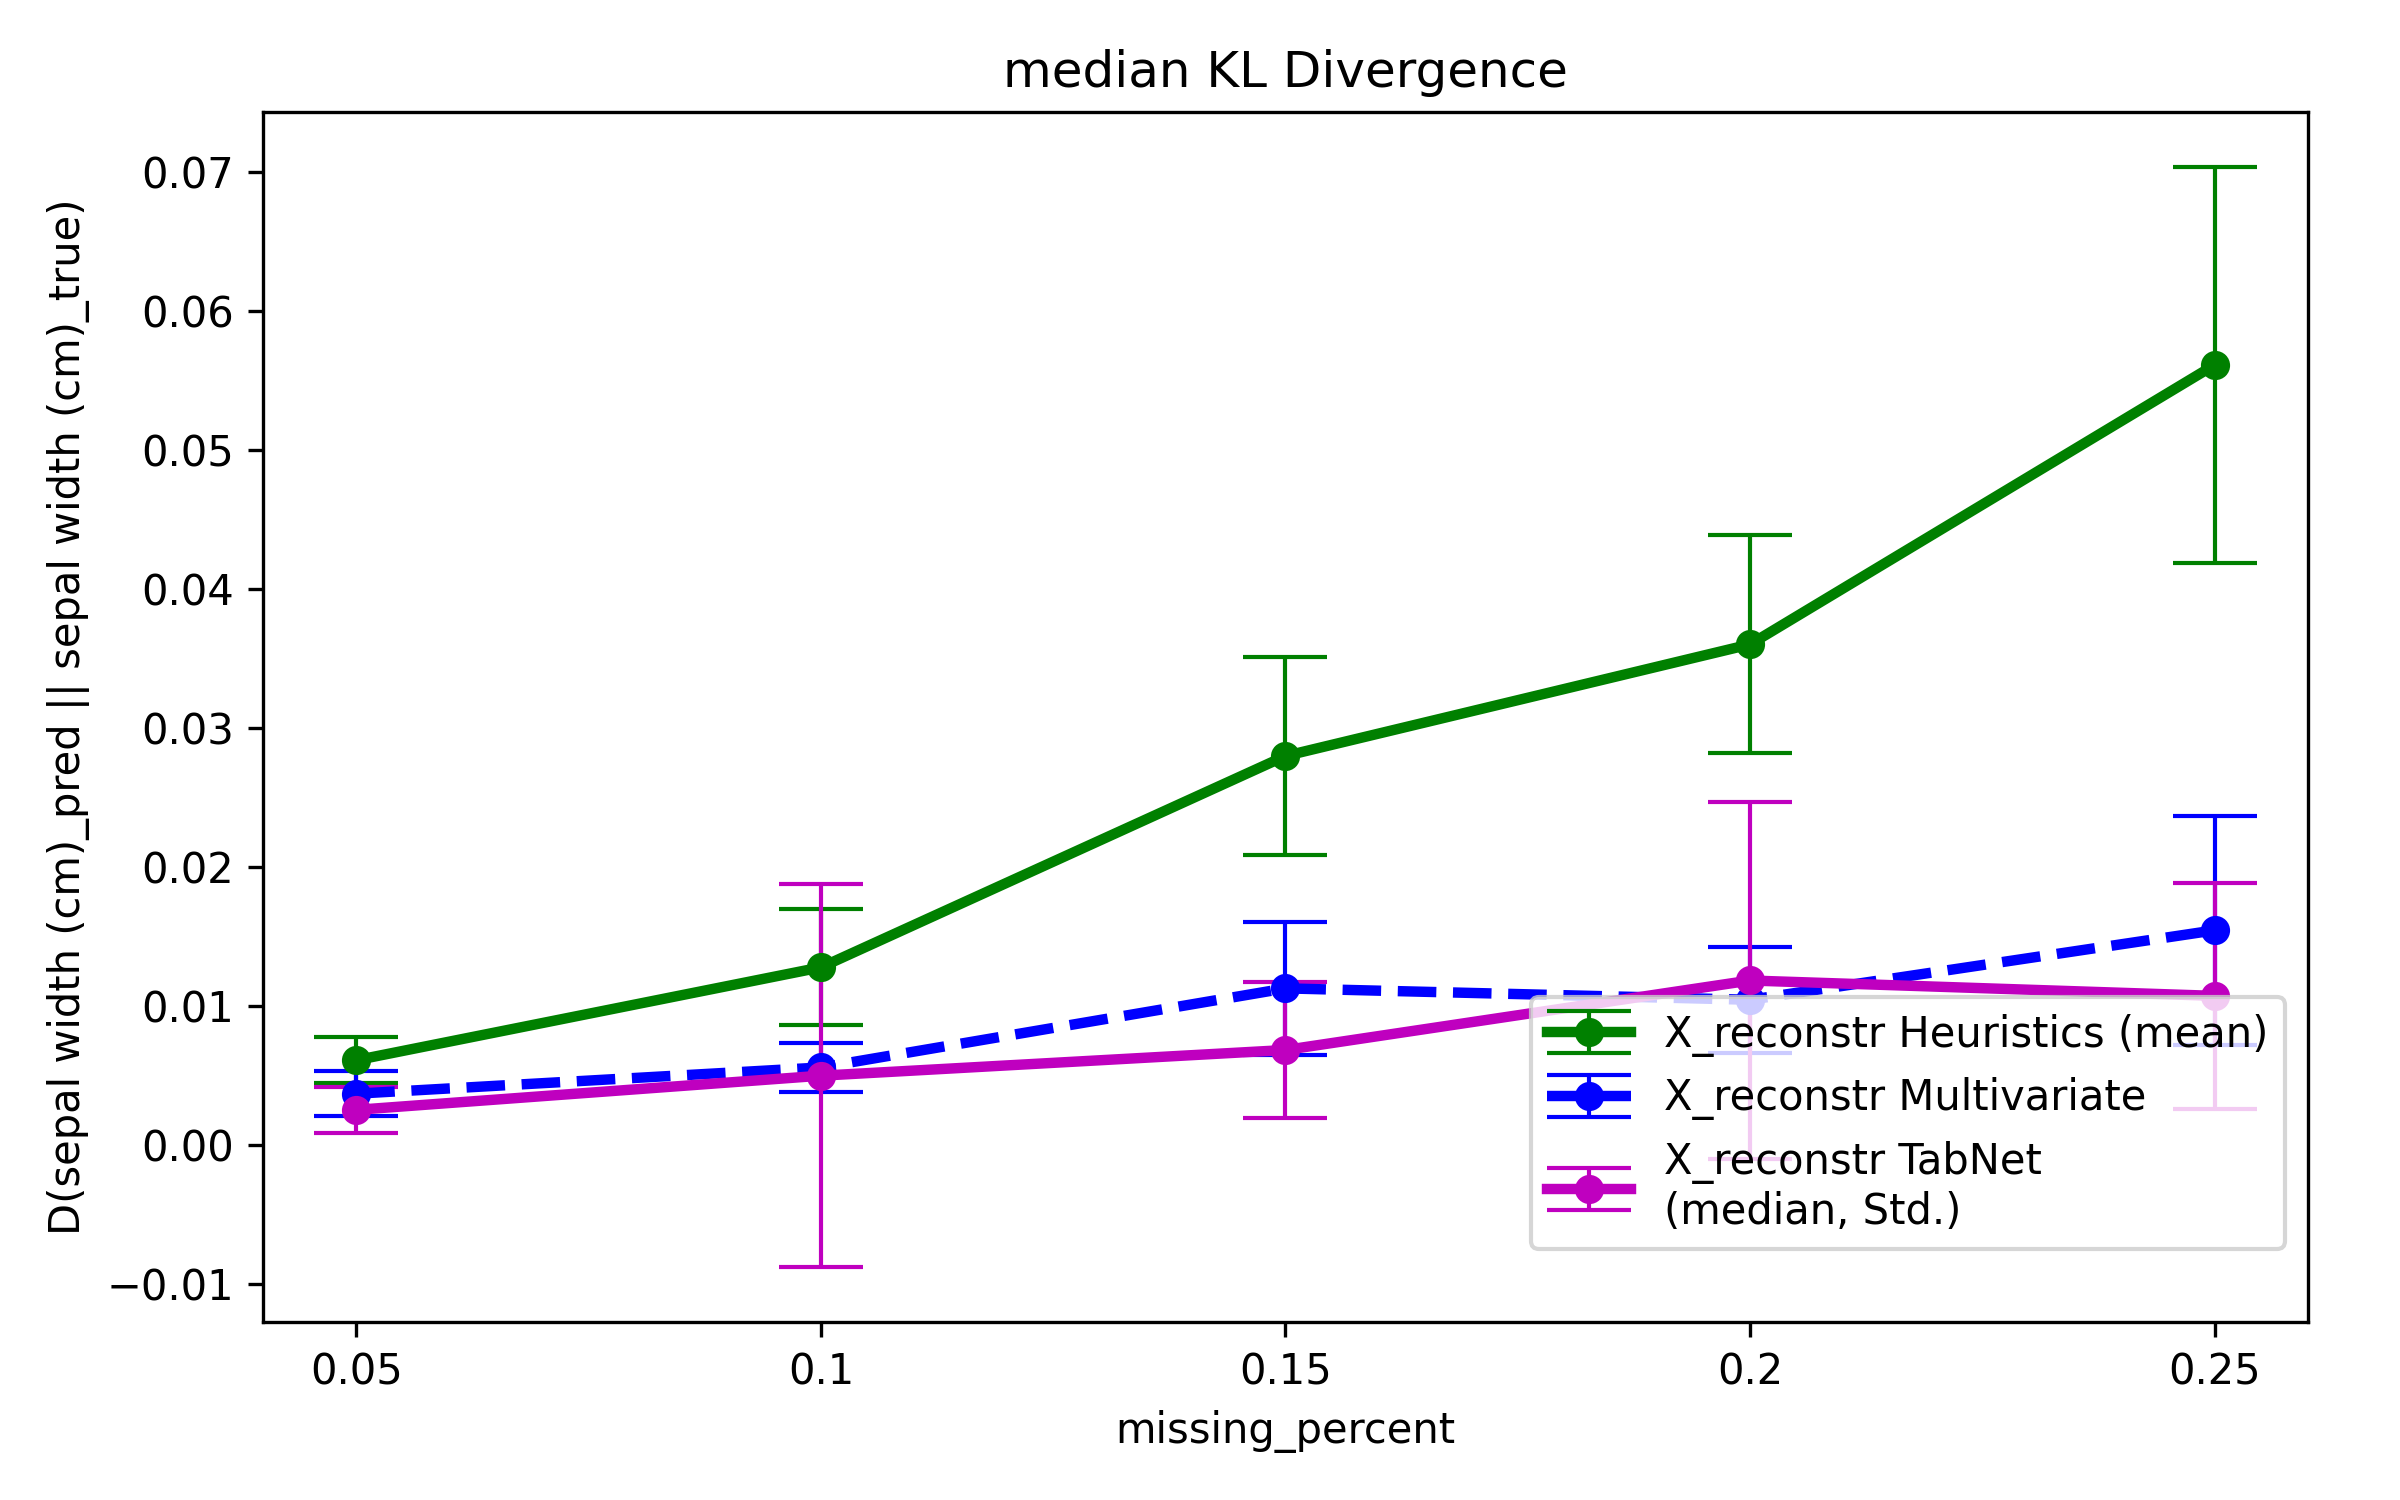 median KL Divergence
D(sepal width (cm)_pred || sepal width (cm)_true)
0.07
0.06
0.05
0.04
0.03
0.02
0.01
0.00
−0.01
X_reconstr Heuristics (mean)
X_reconstr Multivariate
X_reconstr TabNet
(median, Std.)
0.05 0.1 0.15 0.2 0.25
missing_percent